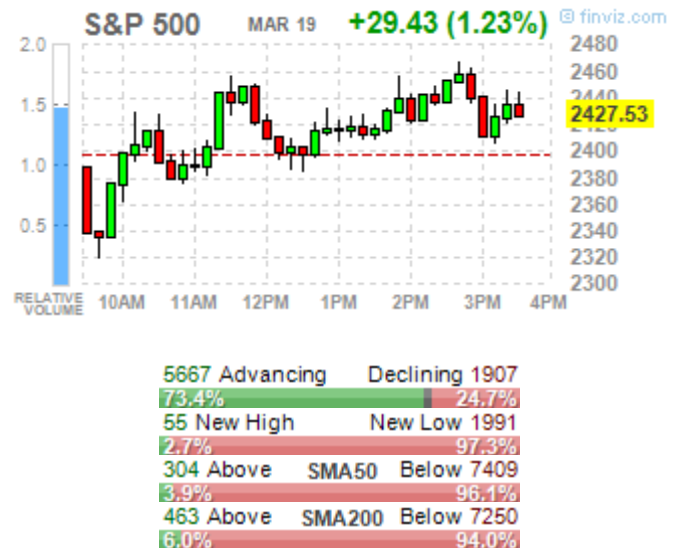 S&P 500 MAR 19 +29.43 (1.23%) © finviz.com
2.0 2480
2460
1.5 2440
2427.53
2420
1.0 2400
2380
2360
0.5 2340
2320
2300
RELATIVE VOLUME 10AM 11AM 12PM 1PM 2PM 3PM 4PM
5667 Advancing Declining 1907
73.4% 24.7%
55 New High New Low 1991
2.7% 97.3%
304 Above SMA50 Below 7409
3.9% 96.1%
463 Above SMA200 Below 7250
6.0% 94.0%